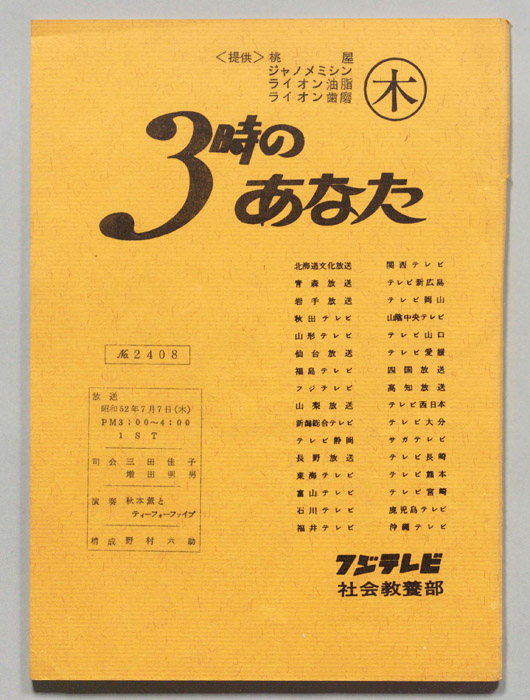 ＜提供＞桃屋
ジャノメミシン
ライオン油脂
ライオン歯磨
木
3時の
あなた
北海道文化放送
青森放送
岩手放送
秋田テレビ
山形テレビ
仙台放送
福島テレビ
フジテレビ
山梨放送
新潟総合テレビ
テレビ静岡
長野放送
東海テレビ
富山テレビ
石川テレビ
福井テレビ
関西テレビ
テレビ新広島
テレビ岡山
山陰中央テレビ
テレビ山口
テレビ愛媛
四国放送
高知放送
テレビ西日本
テレビ大分
サガテレビ
テレビ長崎
テレビ熊本
テレビ宮崎
鹿児島テレビ
沖縄テレビ
№2408
放送
昭和52年7月7日(木)
PM3:00〜4:00
1ST
司会 三田佳子
増田男
演奏 秋本薫と
ティーフォーファイブ
構成 野村六助
フジテレビ
社会教養部